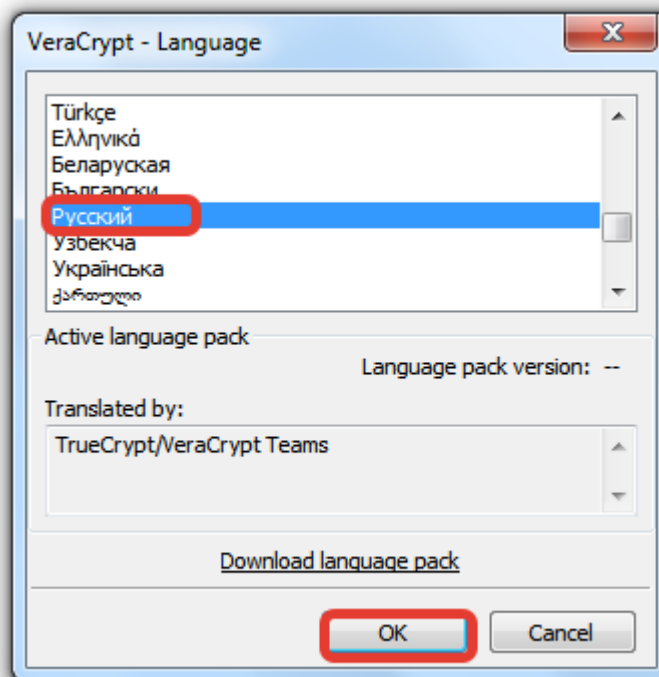 VeraCrypt - Language
Türkçe
Ελληνικά
Беларуская
Български
Русский
Ўзбекча
Українська
ქართული
Active language pack
Language pack version: --
Translated by:
TrueCrypt/VeraCrypt Teams
Download language pack
OK Cancel